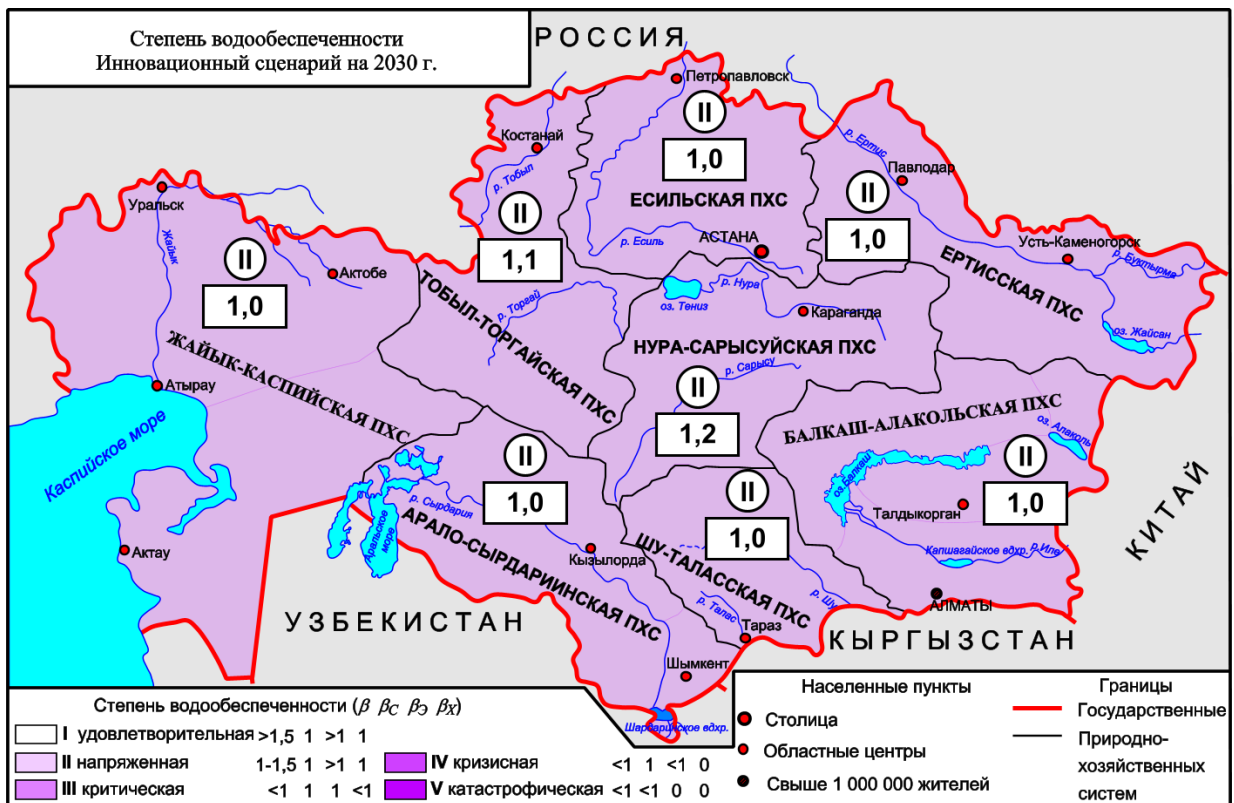 Степень водообеспеченности
Инновационный сценарий на 2030 г.
РОССИЯ
Петропавловск
II
1,0
ЕСИЛЬСКАЯ ПХС
р. Есиль
АСТАНА
Костанай
р. Тобып
II
1,1
ТОБЫЛ-ТОРГАЙСКАЯ ПХС
р. Торгай
р. Ертис
Павлодар
II
1,0
ЕРТИССКАЯ ПХС
Усть-Каменогорск
р. Буктырма
оз. Жайсан
Уральск
Жайык
Актобе
II
1,0
ЖАЙЫК-КАСПИЙСКАЯ ПХС
Атырау
Каспийское море
Актау
оз. Тениз
р. Нура
Караганда
НУРА-САРЫСУЙСКАЯ ПХС
р. Сарысу
II
1,2
БАЛКАШ-АЛАКОЛЬСКАЯ ПХС
оз. Алаколь
оз.Балкаш
II
1,0
Талдыкорган
Капшагайское вдхр.
р.Иле
АЛМАТЫ
КИТАЙ
II
1,0
р. Сырдария
Аральское
море
АРАЛО-СЫРДАРИИНСКАЯ ПХС
Кызылорда
Шымкент
Шардаринское вдхр.
II
1,0
ШУ-ТАЛАССКАЯ ПХС
р. Шу
р. Талас
Тараз
УЗБЕКИСТАН
КЫРГЫЗСТАН
Степень водообеспеченности (β β_C β_Э β_X)
I удовлетворительная >1,5 1 >1 1
II напряженная 1-1,5 1 >1 1
III критическая <1 1 1 <1
IV кризисная <1 1 <1 0
V катастрофическая <1 <1 0 0
Населенные пункты
Столица
Областные центры
Свыше 1 000 000 жителей
Границы
Государственные
Природно-
хозяйственных
систем